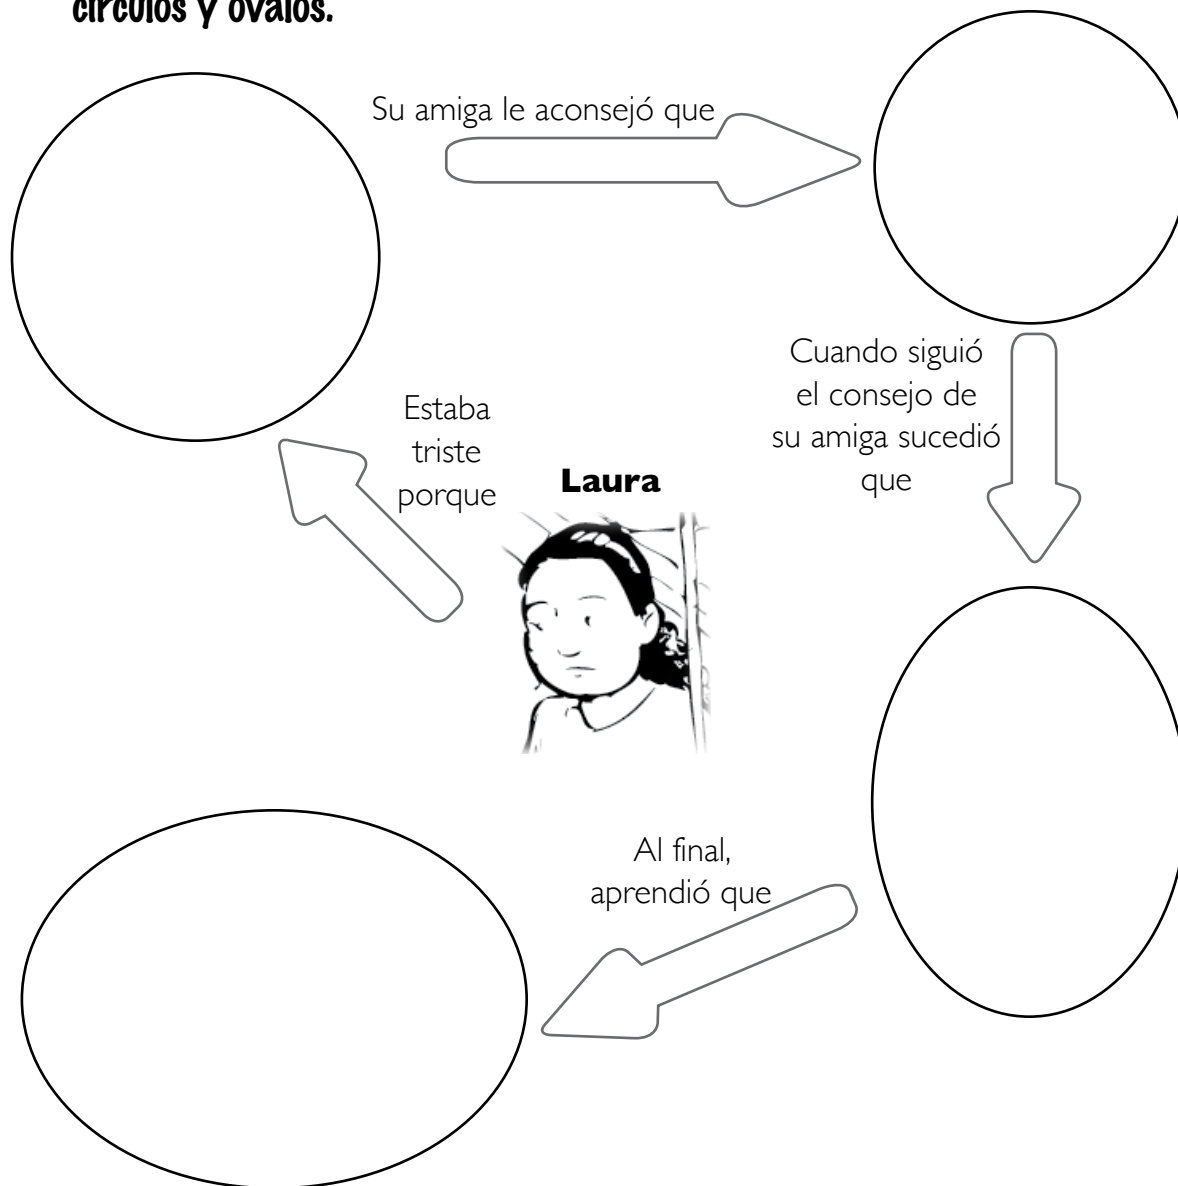 círculos y óvalos.
Su amiga le aconsejó que
Cuando siguió
el consejo de
su amiga sucedió
que
Estaba
triste
porque
Laura
Al final,
aprendió que